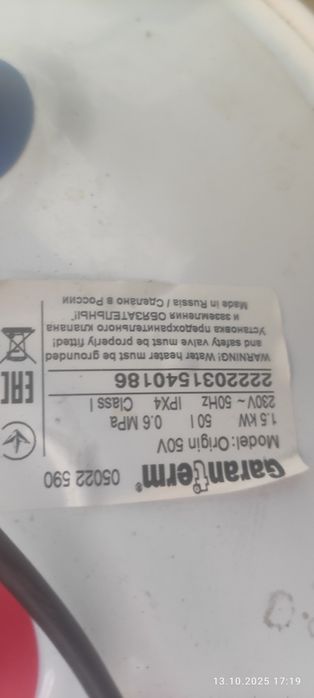 Garanterm® 05022 590
Model: Origin 50V
1.5 kW 50 l 0.6 MPa
230V~ 50Hz IPX4 Class I
2222031540186
WARNING! Water heater must be grounded
and safety valve must be properly fitted!
Установка предохранительного клапана
и заземления ОБЯЗАТЕЛЬНЫ!
Made in Russia / Сделано в России
EAC
13.10.2025 17:19